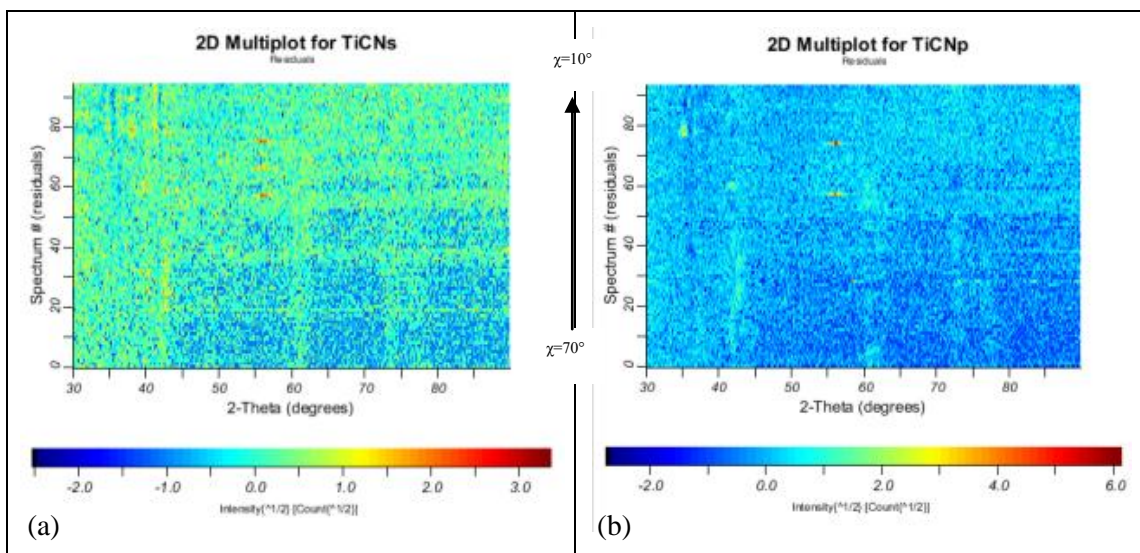 2D Multiplot for TiCNs
Residuals
Spectrum # (residuals)
80
60
40
20
0
30 40 50 60 70 80
2-Theta (degrees)
-2.0 -1.0 0.0 1.0 2.0 3.0
Intensity[^1/2] [Count[^1/2]]
(a)
χ=10°
χ=70°
2D Multiplot for TiCNp
Residuals
Spectrum # (residuals)
80
60
40
20
0
30 40 50 60 70 80
2-Theta (degrees)
-2.0 0.0 2.0 4.0 6.0
Intensity[^1/2] [Count[^1/2]]
(b)